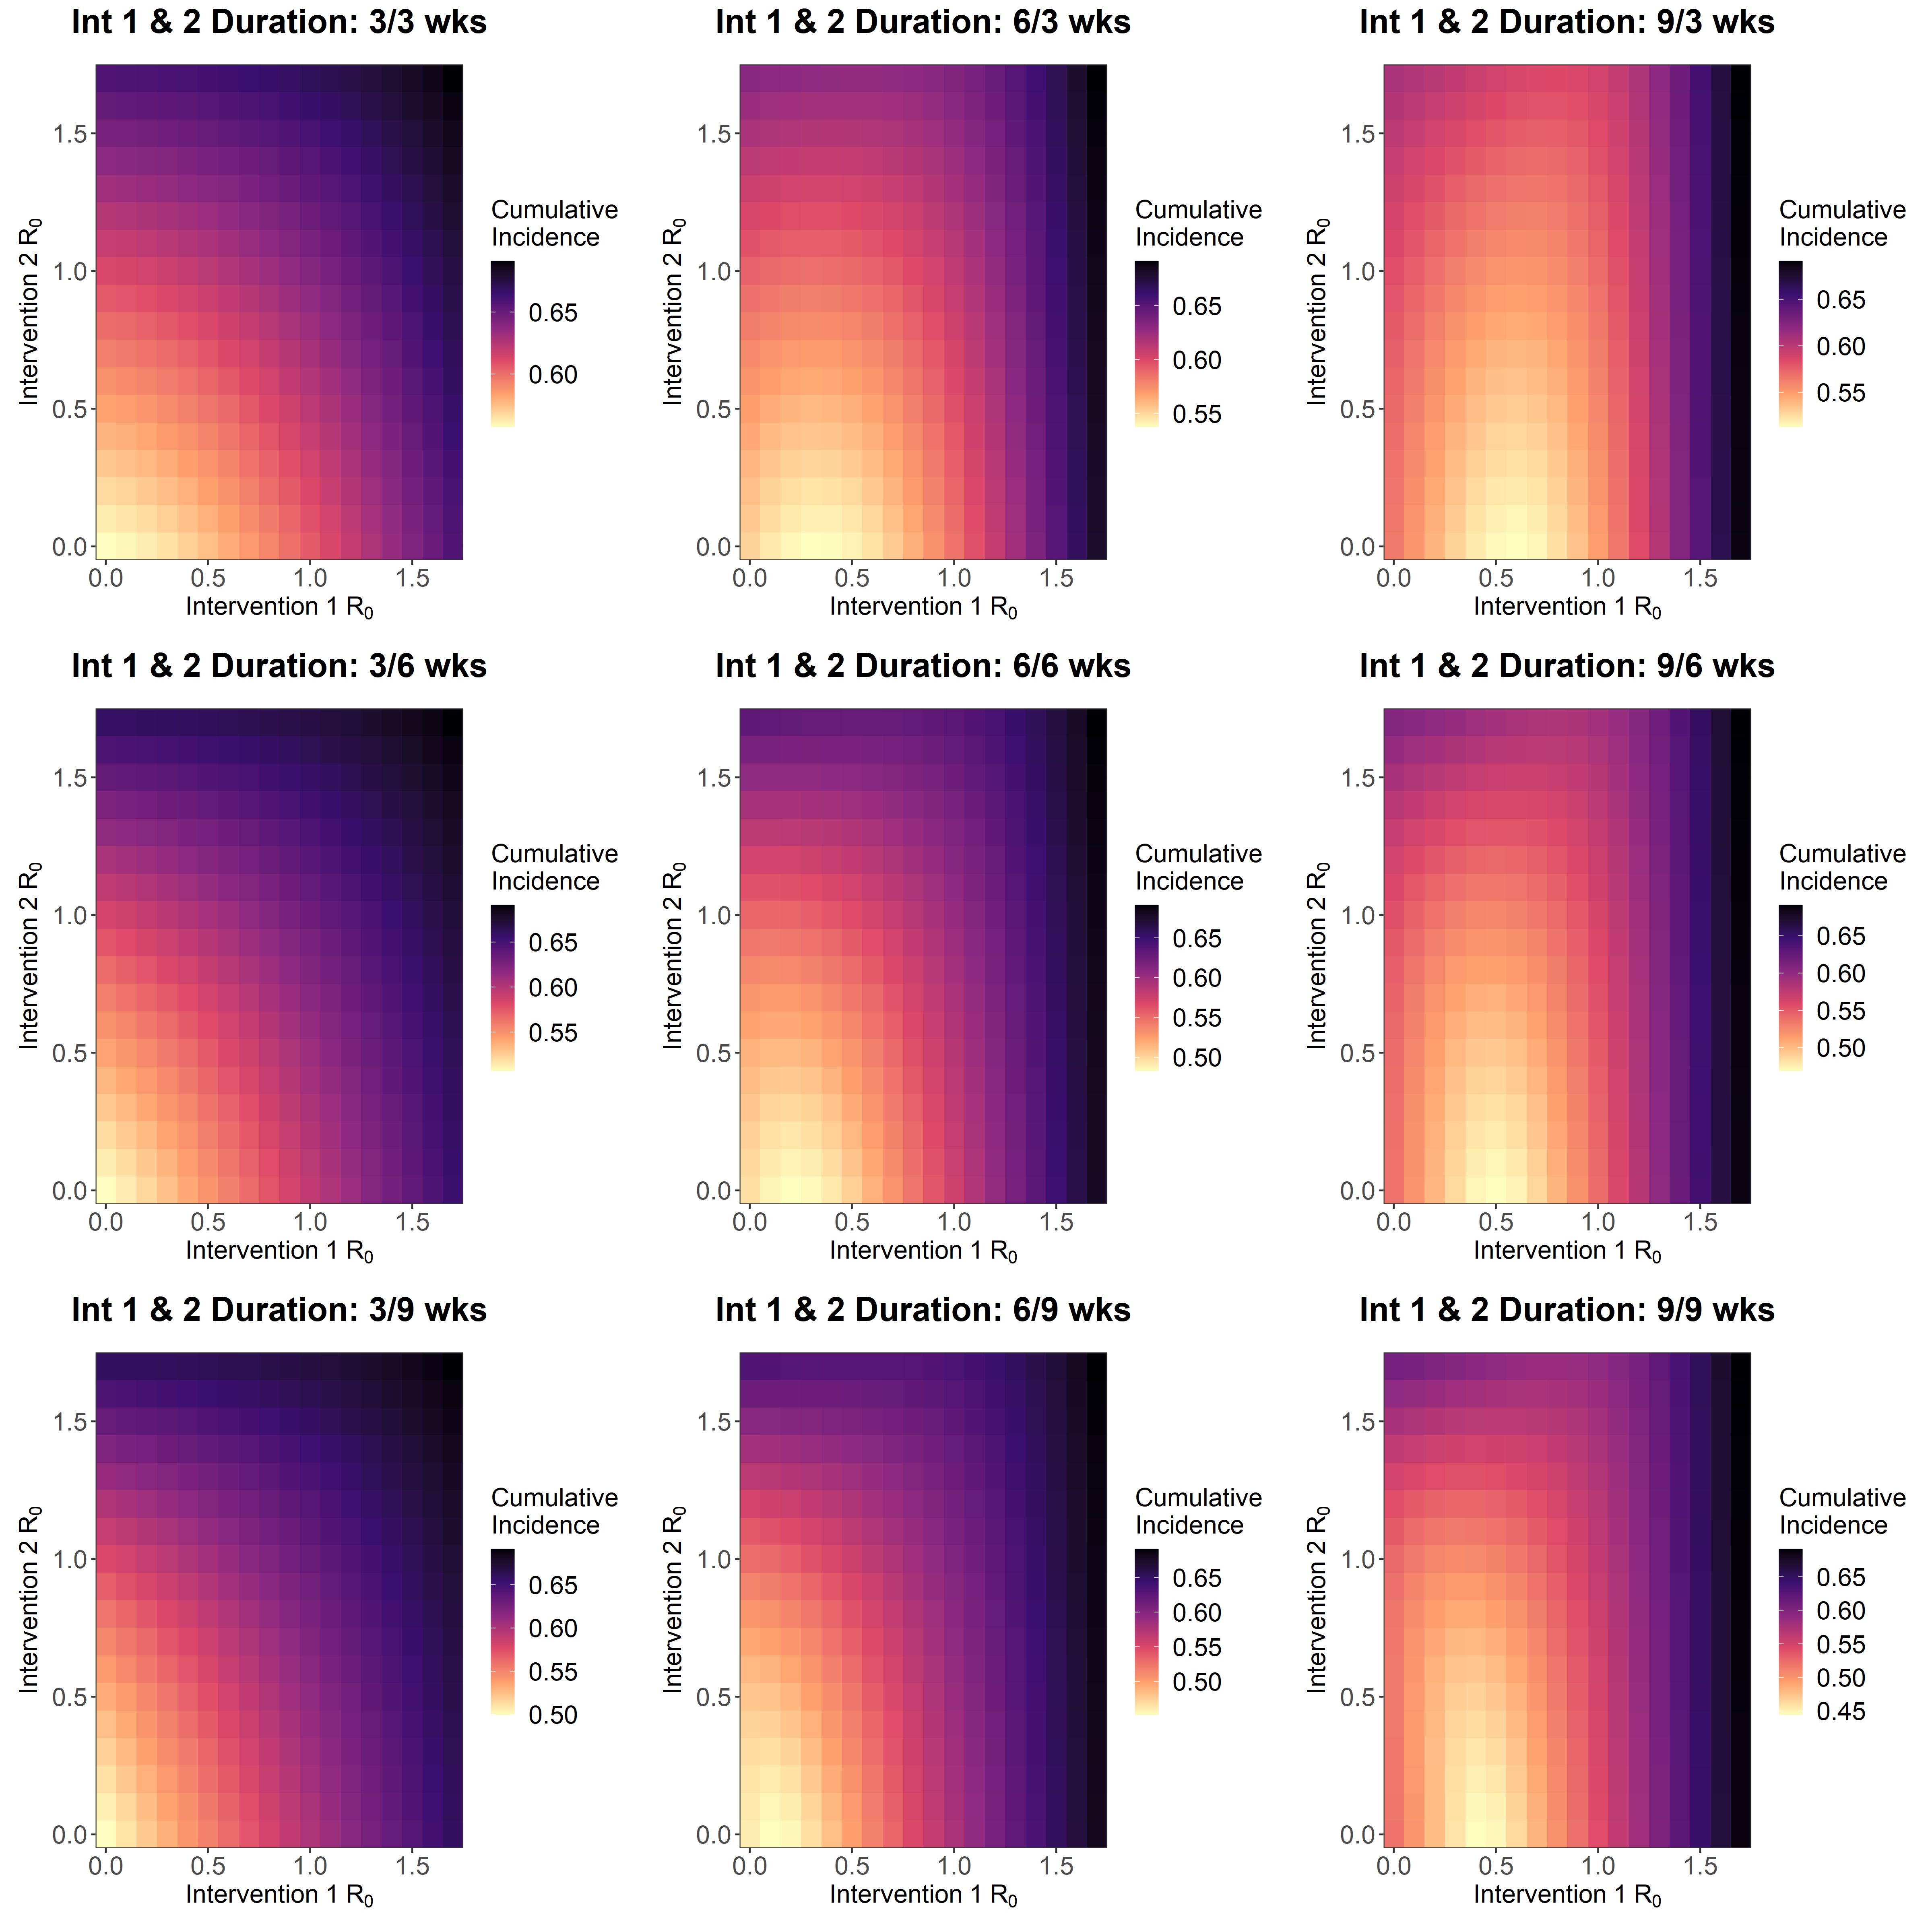 Int 1 & 2 Duration: 3/3 wks
Intervention 2 R0
1.5
1.0
0.5
0.0
0.0 0.5 1.0 1.5
Intervention 1 R0
Cumulative
Incidence
0.65
0.60
Int 1 & 2 Duration: 6/3 wks
Intervention 2 R0
1.5
1.0
0.5
0.0
0.0 0.5 1.0 1.5
Intervention 1 R0
Cumulative
Incidence
0.65
0.60
0.55
Int 1 & 2 Duration: 9/3 wks
Intervention 2 R0
1.5
1.0
0.5
0.0
0.0 0.5 1.0 1.5
Intervention 1 R0
Cumulative
Incidence
0.65
0.60
0.55
Int 1 & 2 Duration: 3/6 wks
Intervention 2 R0
1.5
1.0
0.5
0.0
0.0 0.5 1.0 1.5
Intervention 1 R0
Cumulative
Incidence
0.65
0.60
0.55
Int 1 & 2 Duration: 6/6 wks
Intervention 2 R0
1.5
1.0
0.5
0.0
0.0 0.5 1.0 1.5
Intervention 1 R0
Cumulative
Incidence
0.65
0.60
0.55
0.50
Int 1 & 2 Duration: 9/6 wks
Intervention 2 R0
1.5
1.0
0.5
0.0
0.0 0.5 1.0 1.5
Intervention 1 R0
Cumulative
Incidence
0.65
0.60
0.55
0.50
Int 1 & 2 Duration: 3/9 wks
Intervention 2 R0
1.5
1.0
0.5
0.0
0.0 0.5 1.0 1.5
Intervention 1 R0
Cumulative
Incidence
0.65
0.60
0.55
0.50
Int 1 & 2 Duration: 6/9 wks
Intervention 2 R0
1.5
1.0
0.5
0.0
0.0 0.5 1.0 1.5
Intervention 1 R0
Cumulative
Incidence
0.65
0.60
0.55
0.50
Int 1 & 2 Duration: 9/9 wks
Intervention 2 R0
1.5
1.0
0.5
0.0
0.0 0.5 1.0 1.5
Intervention 1 R0
Cumulative
Incidence
0.65
0.60
0.55
0.50
0.45